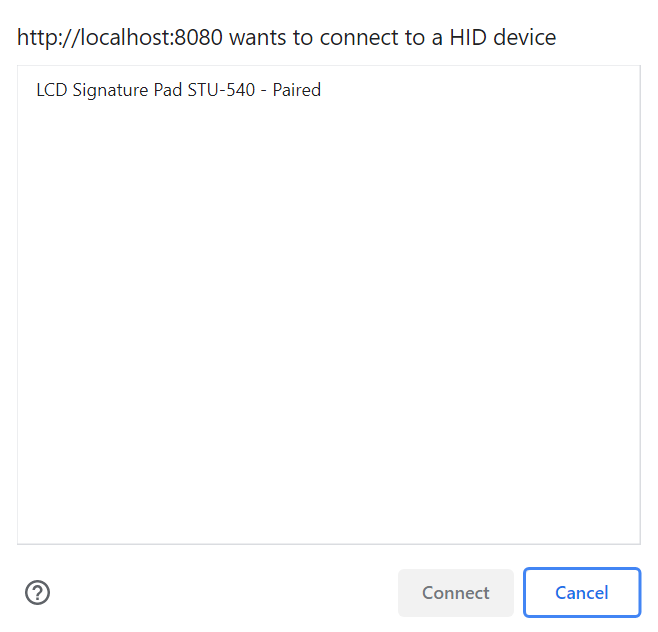 http://localhost:8080 wants to connect to a HID device
LCD Signature Pad STU-540 - Paired
?
Connect
Cancel